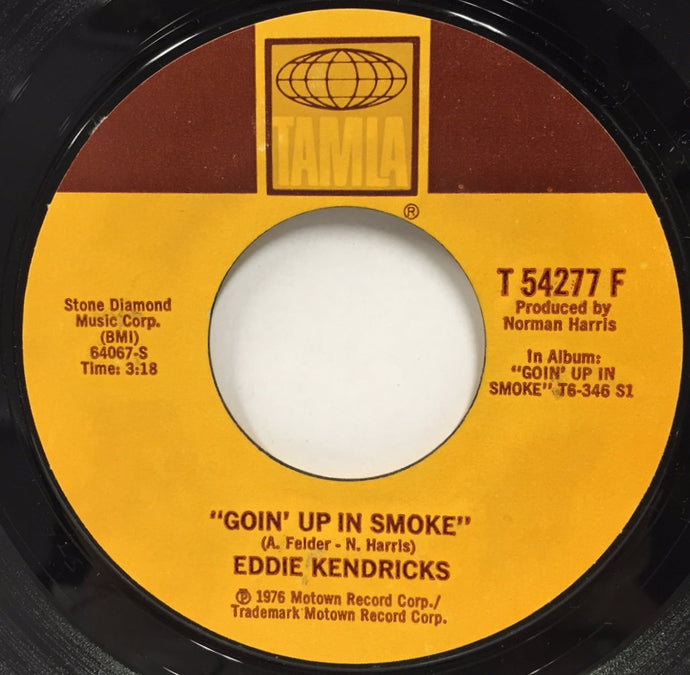 TAMLA
®
Stone Diamond
Music Corp.
(BMI)
64067-S
Time: 3:18
T 54277 F
Produced by
Norman Harris
In Album:
"GOIN' UP IN
SMOKE" T6-346 S1
"GOIN' UP IN SMOKE"
(A. Felder - N. Harris)
EDDIE KENDRICKS
℗ 1976 Motown Record Corp./
Trademark Motown Record Corp.